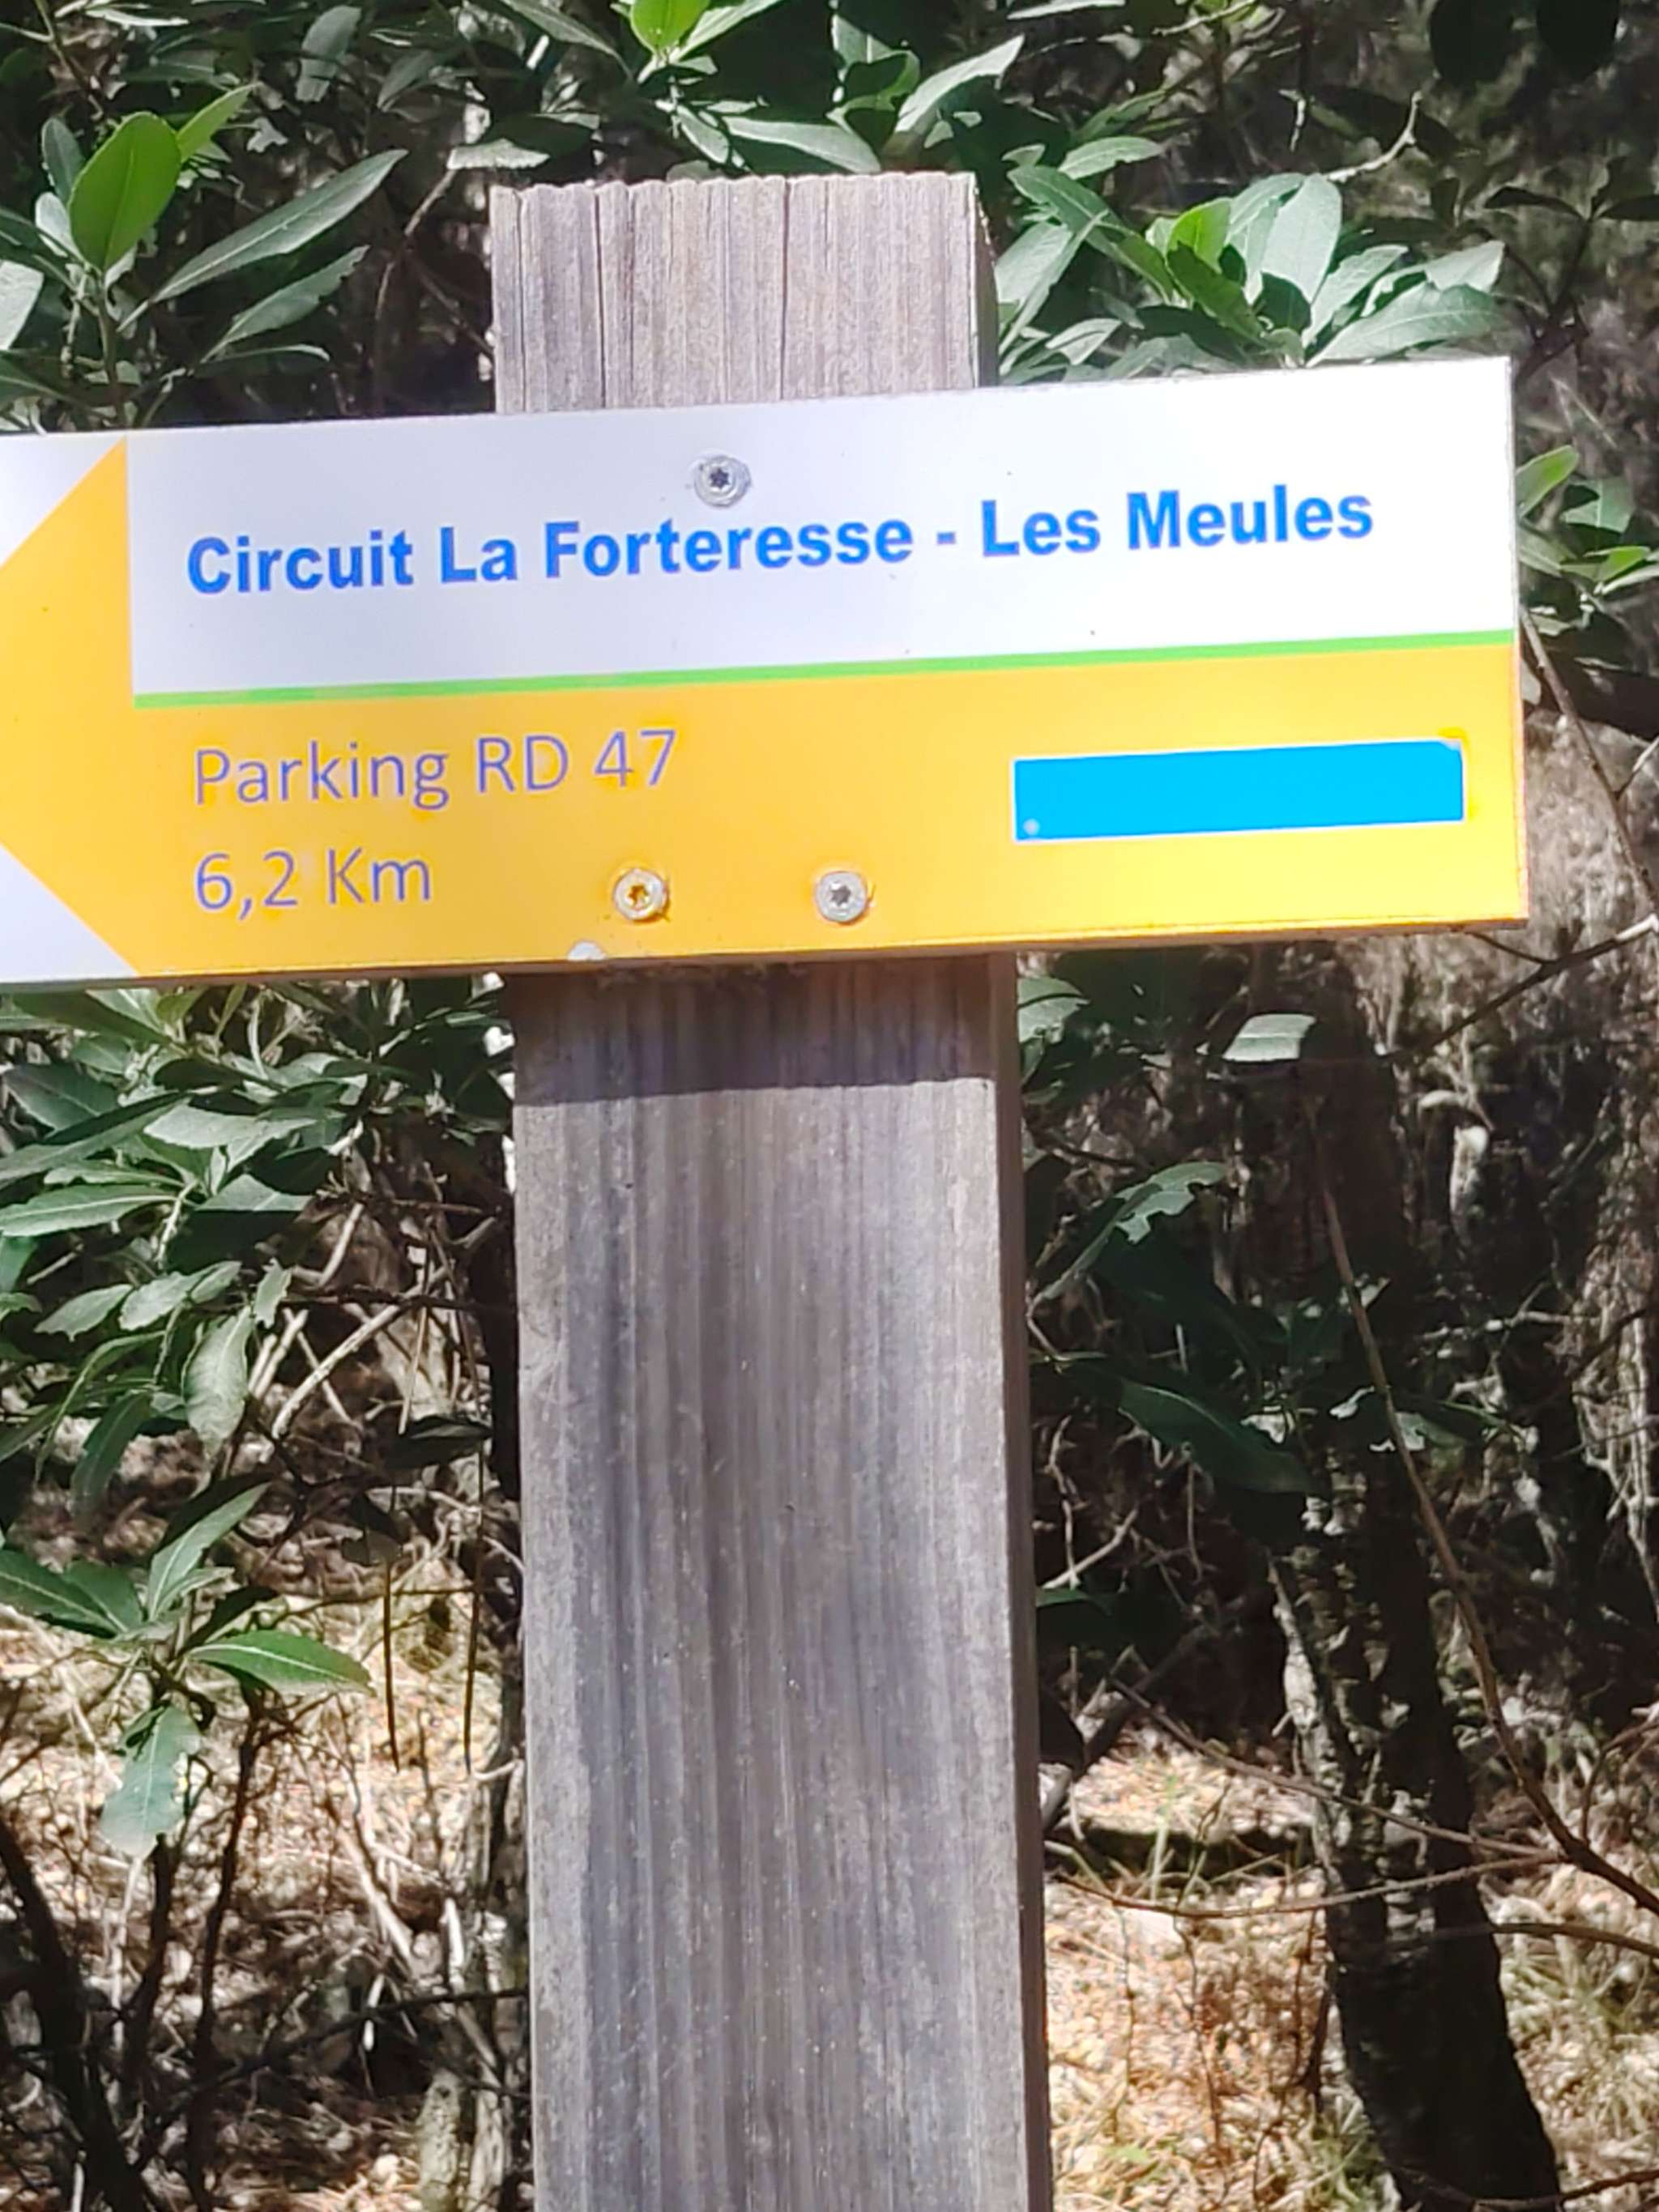 Circuit La Forteresse - Les Meules
Parking RD 47
6,2 Km